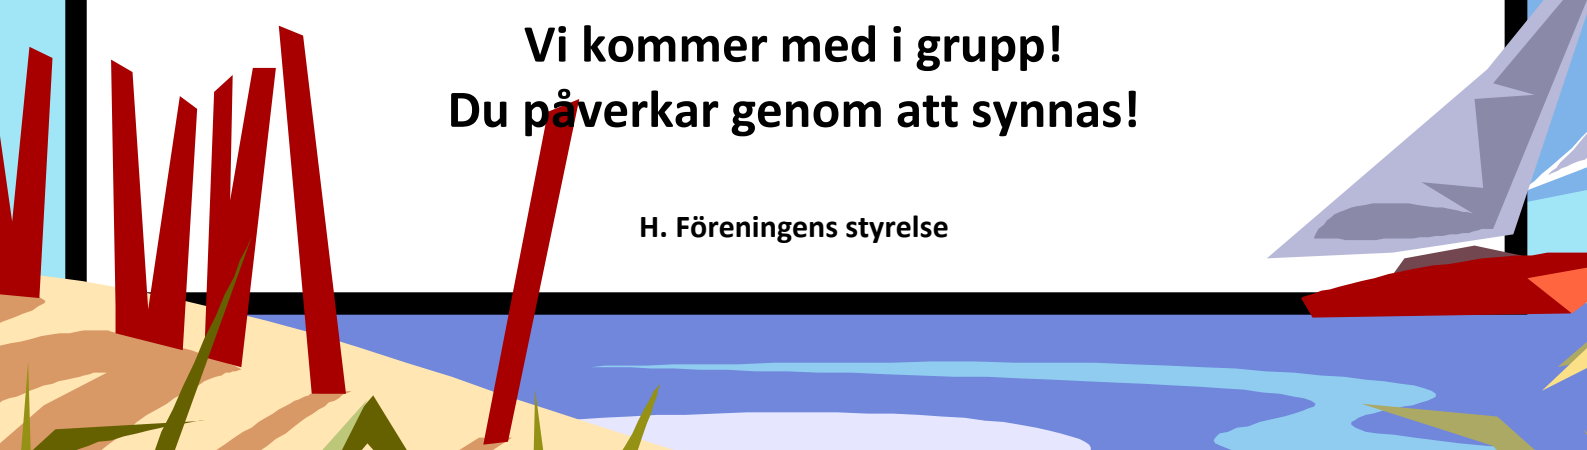 Vi kommer med i grupp!
Du påverkar genom att synnas!
H. Föreningens styrelse